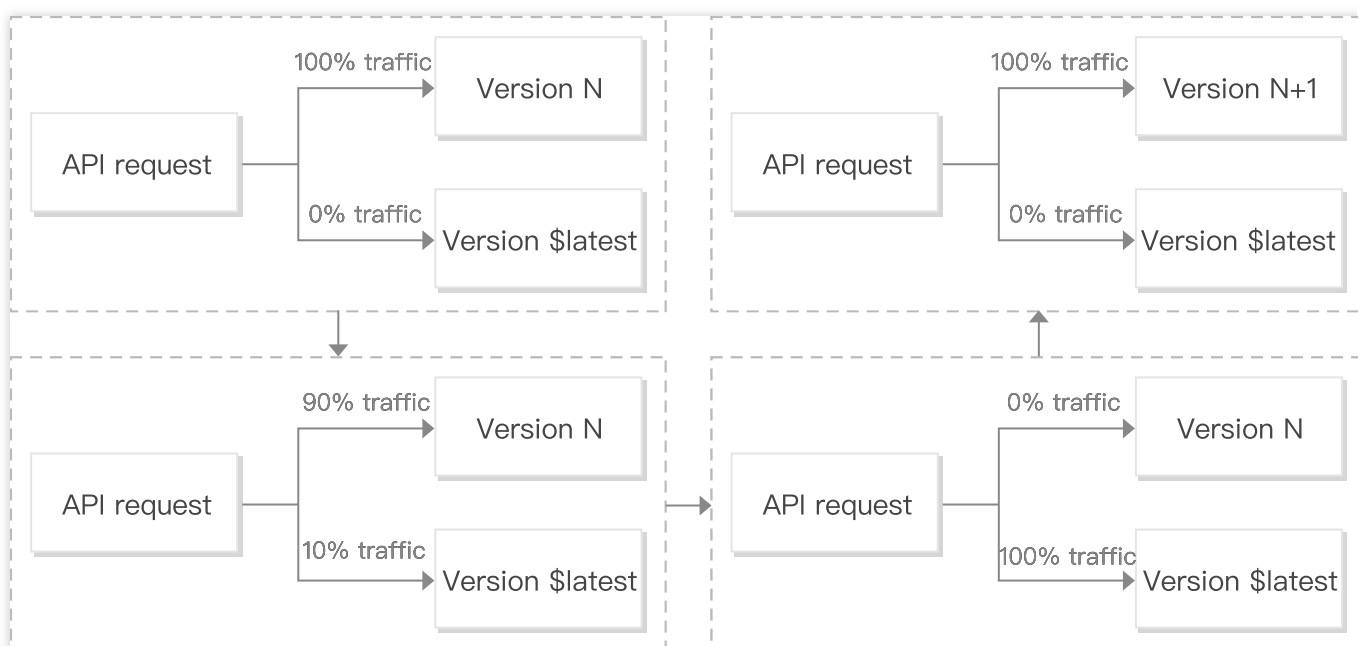 100% traffic
Version N
API request
0% traffic
Version $latest
100% traffic
Version N+1
API request
0% traffic
Version $latest
90% traffic
Version N
API request
10% traffic
Version $latest
0% traffic
Version N
API request
100% traffic
Version $latest